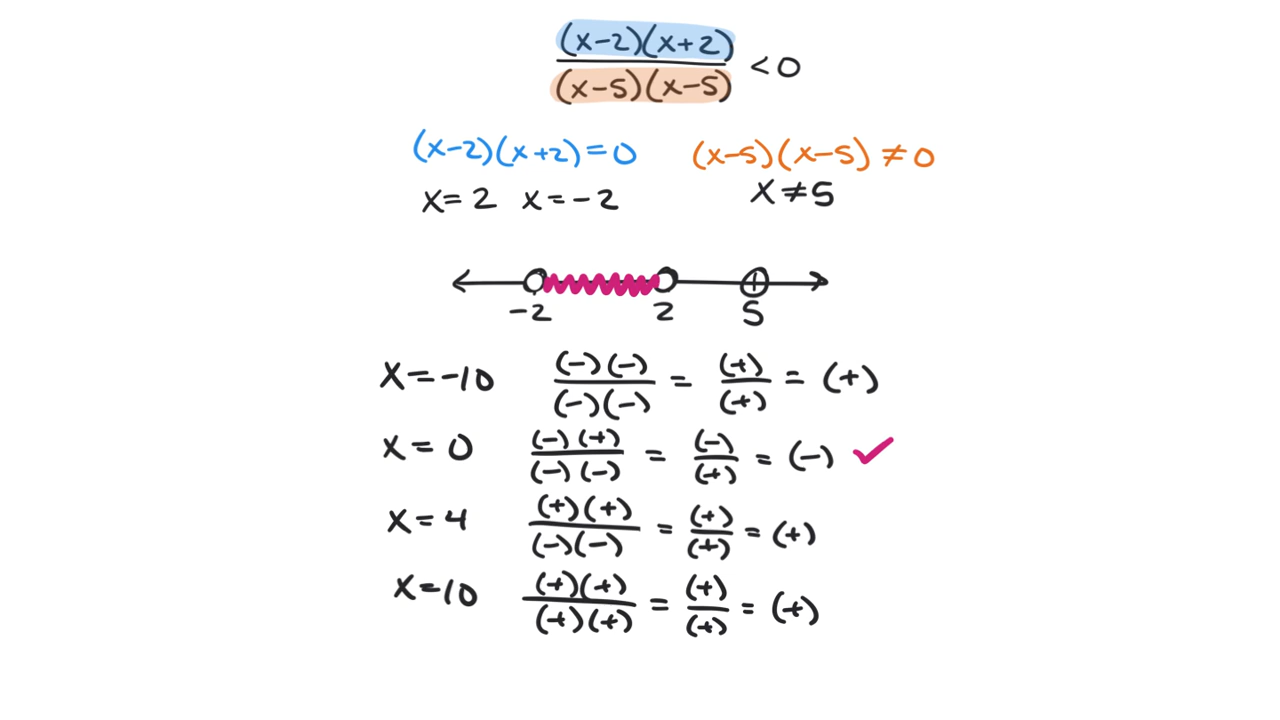 (x-2)(x+2)
(x-5)(x-5) < 0
(x-2)(x+2) = 0 (x-5)(x-5) ≠ 0
x = 2 x = -2 x ≠ 5
-2 2 5
x = -10 (-)(-) / (-)(-) = (+) / (+) = (+)
x = 0 (-)(+) / (-)(-) = (-) / (+) = (-) ✓
x = 4 (+)(+) / (-)(-) = (+) / (+) = (+)
x = 10 (+)(+) / (+)(+) = (+) / (+) = (+)